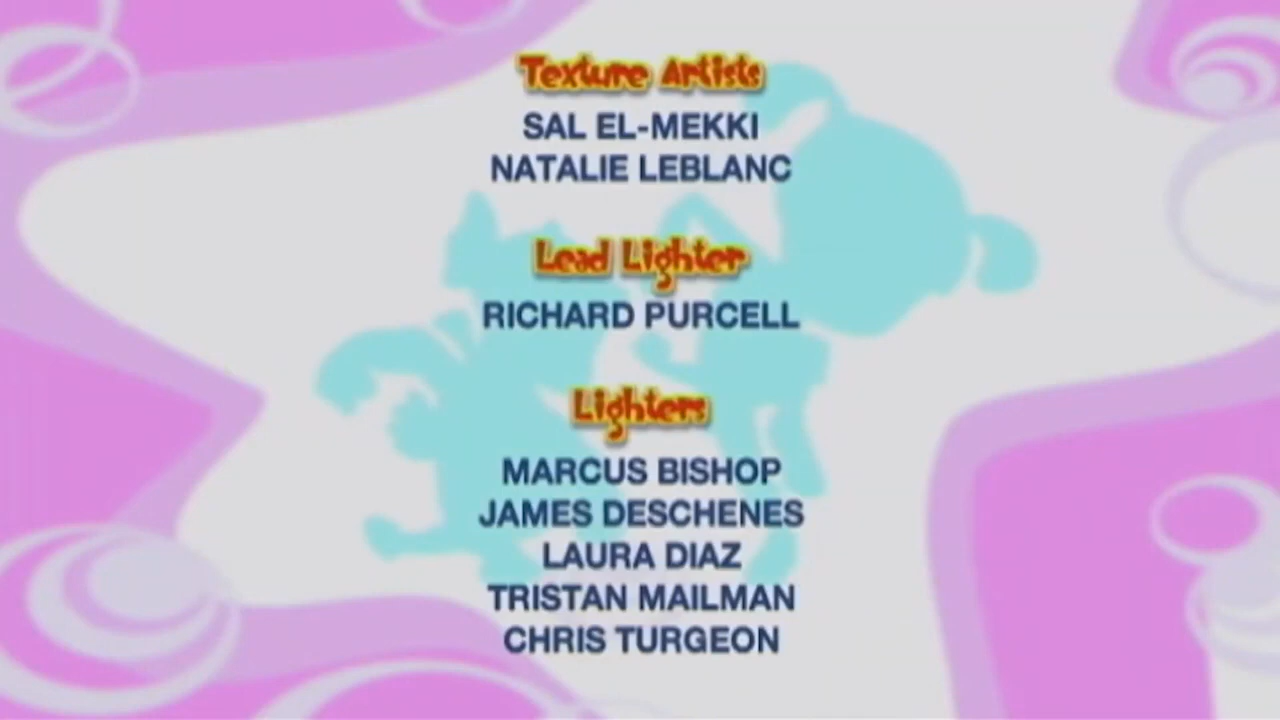 Texture Artists
SAL EL-MEKKI
NATALIE LEBLANC
Lead Lighter
RICHARD PURCELL
Lighters
MARCUS BISHOP
JAMES DESCHENES
LAURA DIAZ
TRISTAN MAILMAN
CHRIS TURGEON